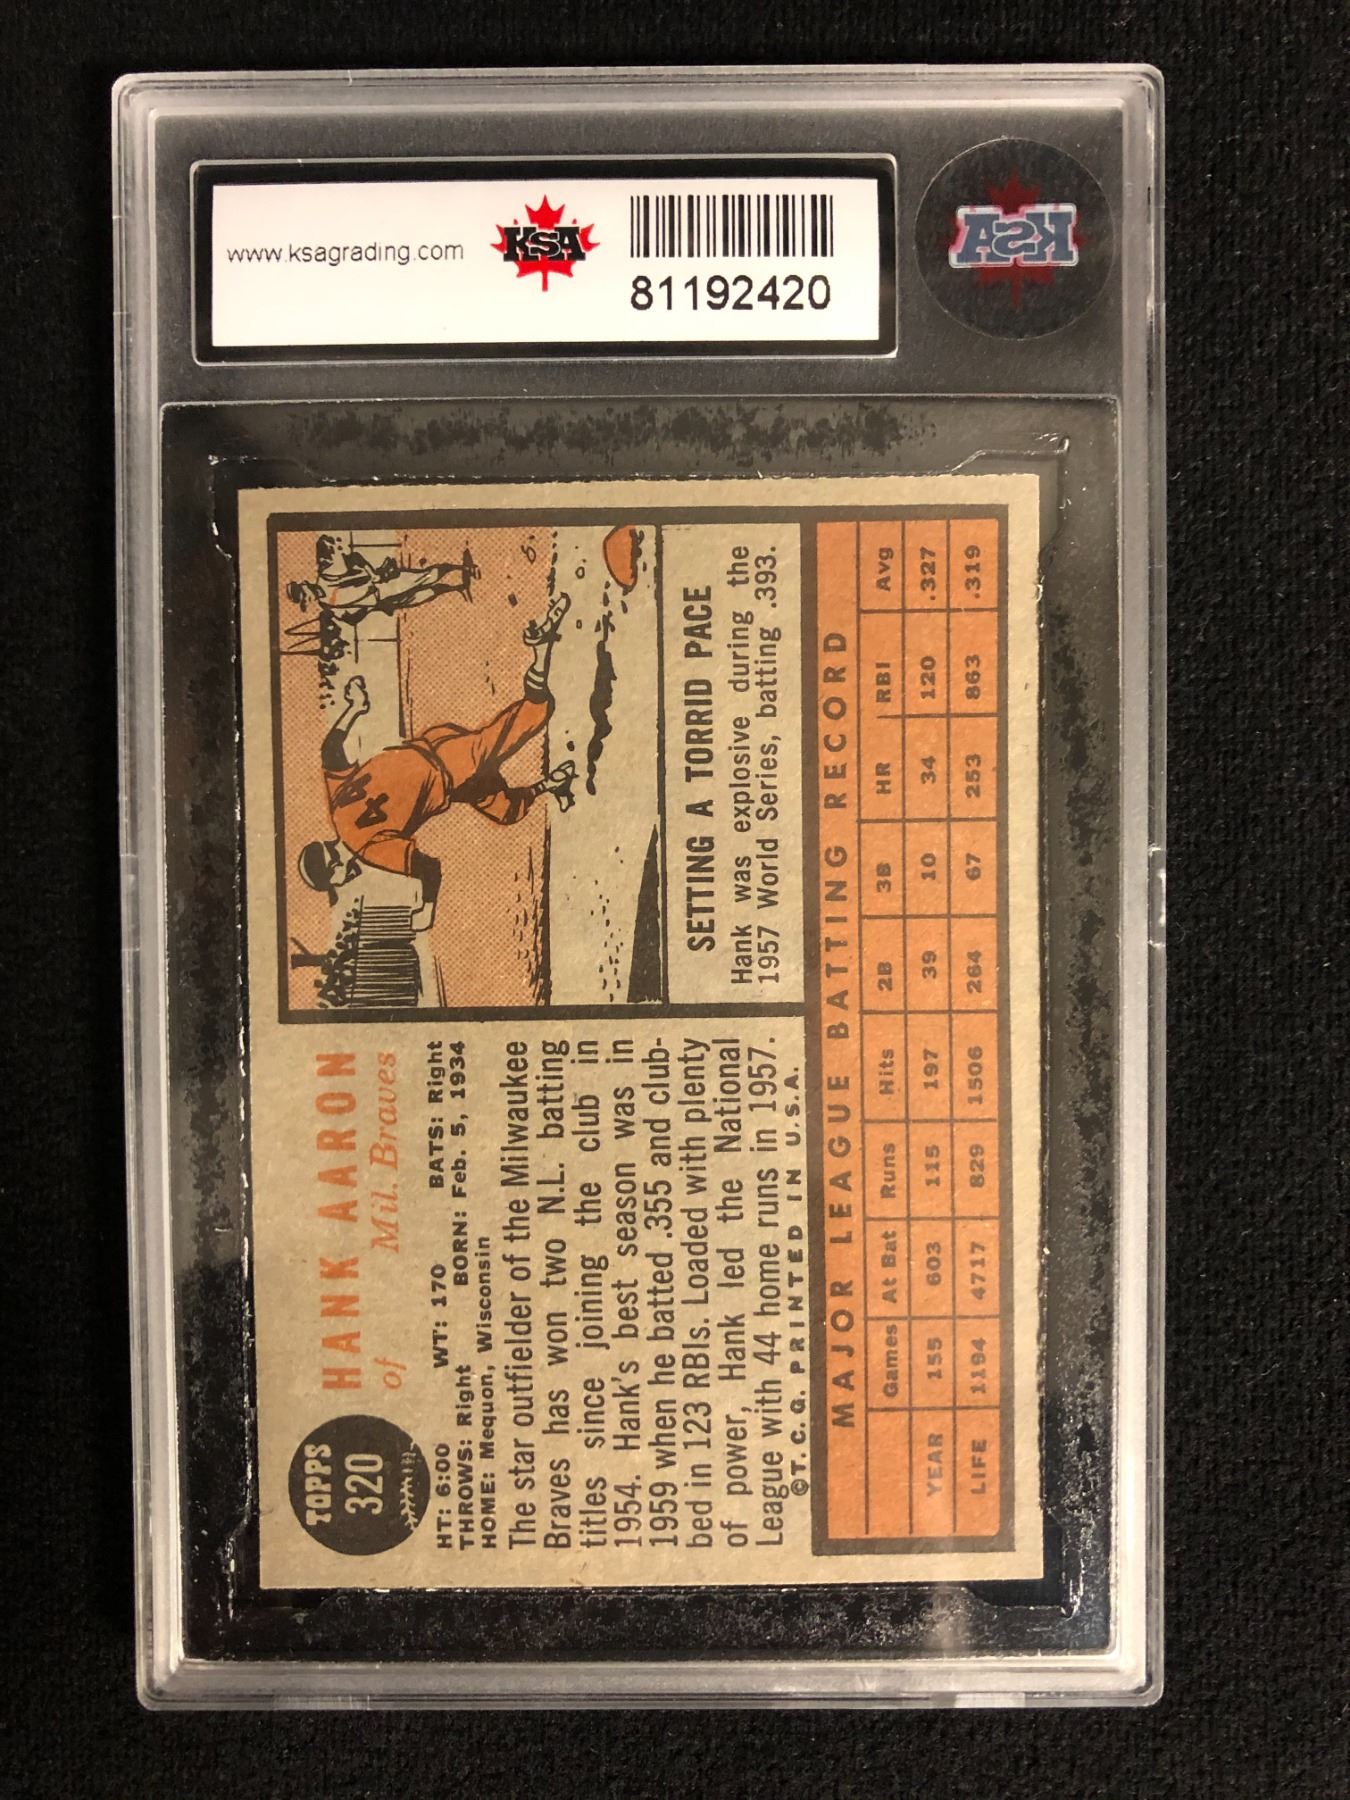 www.ksagrading.com
KSA
81192420
KSA
TOPPS
320
HANK AARON
of Mil. Braves
HT: 6:00 WT: 170 BATS: Right
THROWS: Right BORN: Feb. 5, 1934
HOME: Mequon, Wisconsin
The star outfielder of the Milwaukee
Braves has won two N.L. batting
titles since joining the club in
1954. Hank's best season was in
1959 when he batted .355 and club-
bed in 123 RBIs. Loaded with plenty
of power, Hank led the National
League with 44 home runs in 1957.
©T.C.G. PRINTED IN U.S.A.
44
SETTING A TORRID PACE
Hank was explosive during the
1957 World Series, batting .393.
MAJOR LEAGUE BATTING RECORD
Games At Bat Runs Hits 2B 3B HR RBI Avg
YEAR 155 603 115 197 39 10 34 120 .327
LIFE 1194 4717 829 1506 264 67 253 863 .319